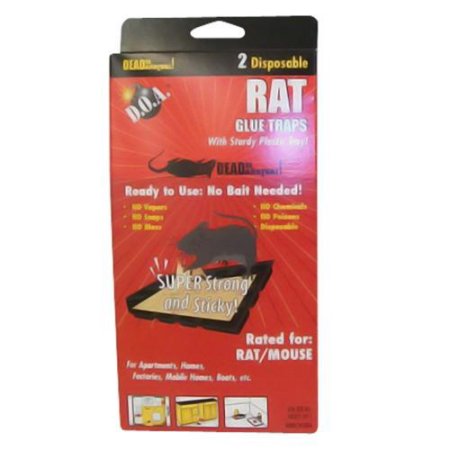 DEAD on
2 Disposable
D.O.A.
RAT
GLUE TRAPS
With Sturdy Plastic Tray!
DEAD on
Ready to Use: No Bait Needed!
NO Vapors
NO Snaps
NO Mess
NO Chemicals
NO Poisons
Disposable
SUPER Strong
and Sticky!
Rated for:
RAT/MOUSE
For Apartments, Homes,
Factories, Mobile Homes, Boats, etc.